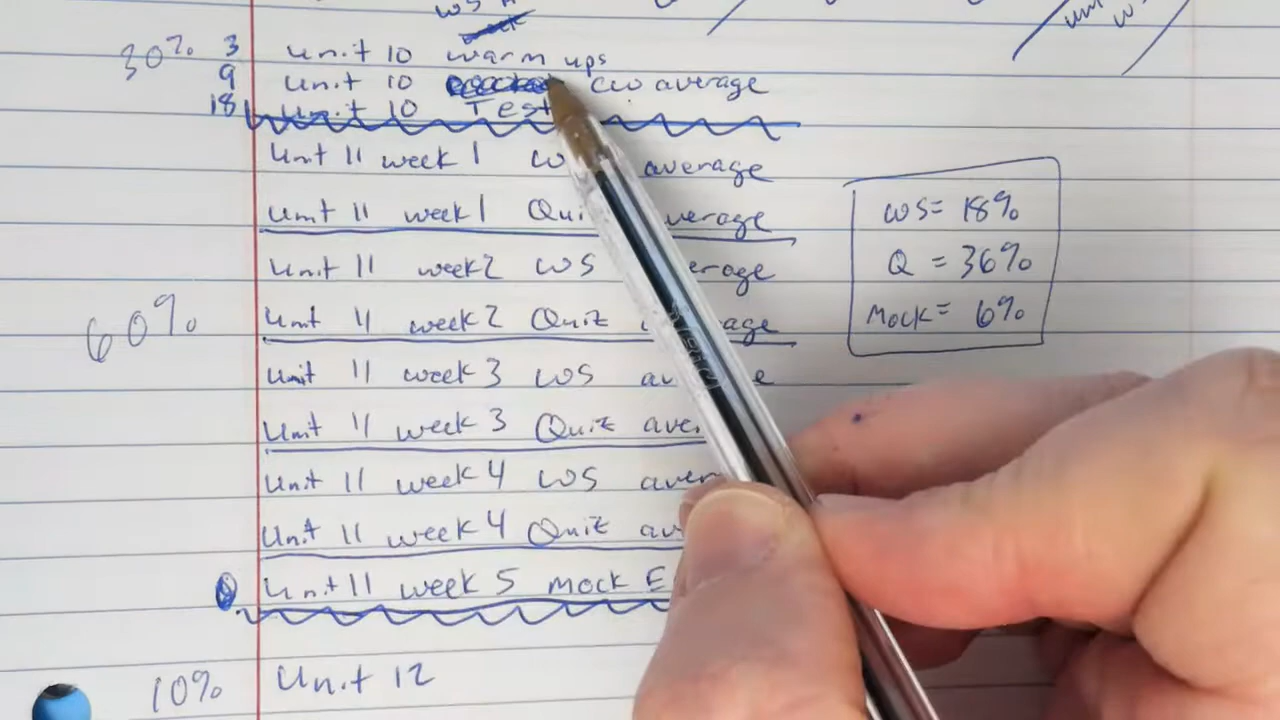 WS
30% 3 Unit 10 warm ups
9 Unit 10 CW average
18 Unit 10 Test
Unit 11 week 1 average
Unit 11 week 1
Unit 11 week 2 WS
Unit 11 week 2 Quiz
60%
Unit 11 week 3 WS
Unit 11 week 3 Quiz
Unit 11 week 4 WS
Unit 11 week 4 Quiz
Unit 11 week 5 mock
10% Unit 12
WS = 18%
Q = 36%
Mock = 6%